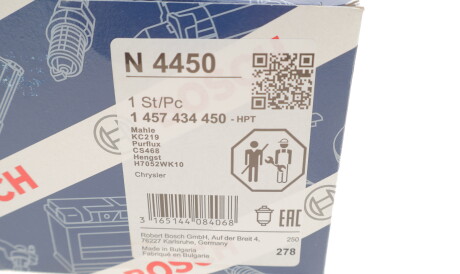 N 4450
1 St/Pc
1 457 434 450 - HPT
Mahle
KC219
Purflux
CS468
Hengst
H7052WK10
Chrysler
3 165144 084068
EAC
Robert Bosch GmbH, Auf der Breit 4,
76227 Karlsruhe, Germany
Made in Bulgaria
Fabriqué en Bulgarie
250
278
BOSCH